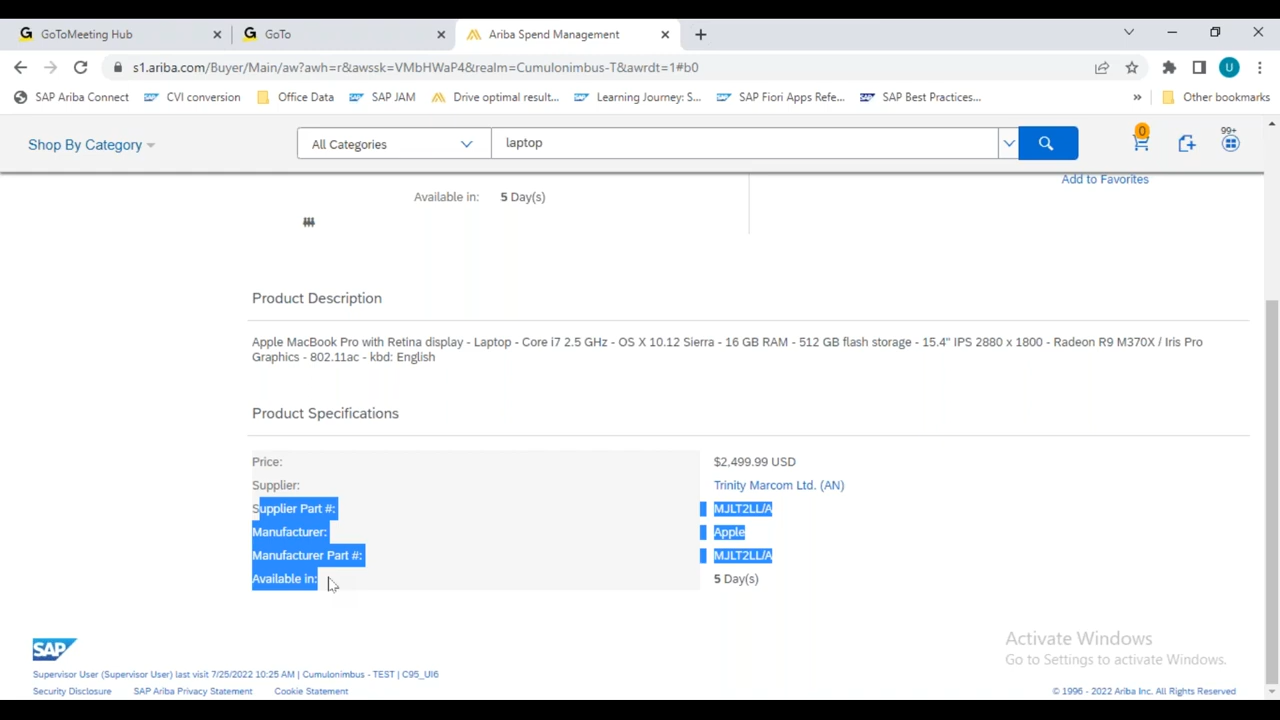 GoToMeeting Hub
GoTo
Ariba Spend Management
s1.ariba.com/Buyer/Main/aw?awh=r&awssk=VMbHWaP4&realm=Cumulonimbus-T&awrdt=1#b0
U
SAP Ariba Connect
CVI conversion
Office Data
SAP JAM
Drive optimal result...
Learning Journey: S...
SAP Fiori Apps Refe...
SAP Best Practices...
»
Other bookmarks
Shop By Category
All Categories
laptop
0
99+
Add to Favorites
Available in: 5 Day(s)
Product Description
Apple MacBook Pro with Retina display - Laptop - Core i7 2.5 GHz - OS X 10.12 Sierra - 16 GB RAM - 512 GB flash storage - 15.4" IPS 2880 x 1800 - Radeon R9 M370X / Iris Pro
Graphics - 802.11ac - kbd: English
Product Specifications
Price: $2,499.99 USD
Supplier: Trinity Marcom Ltd. (AN)
Supplier Part #: MJLT2LL/A
Manufacturer: Apple
Manufacturer Part #: MJLT2LL/A
Available in: 5 Day(s)
Activate Windows
Go to Settings to activate Windows.
SAP
Supervisor User (Supervisor User) last visit 7/25/2022 10:25 AM | Cumulonimbus - TEST | C95_UI6
Security Disclosure SAP Ariba Privacy Statement Cookie Statement
© 1996 - 2022 Ariba Inc. All Rights Reserved